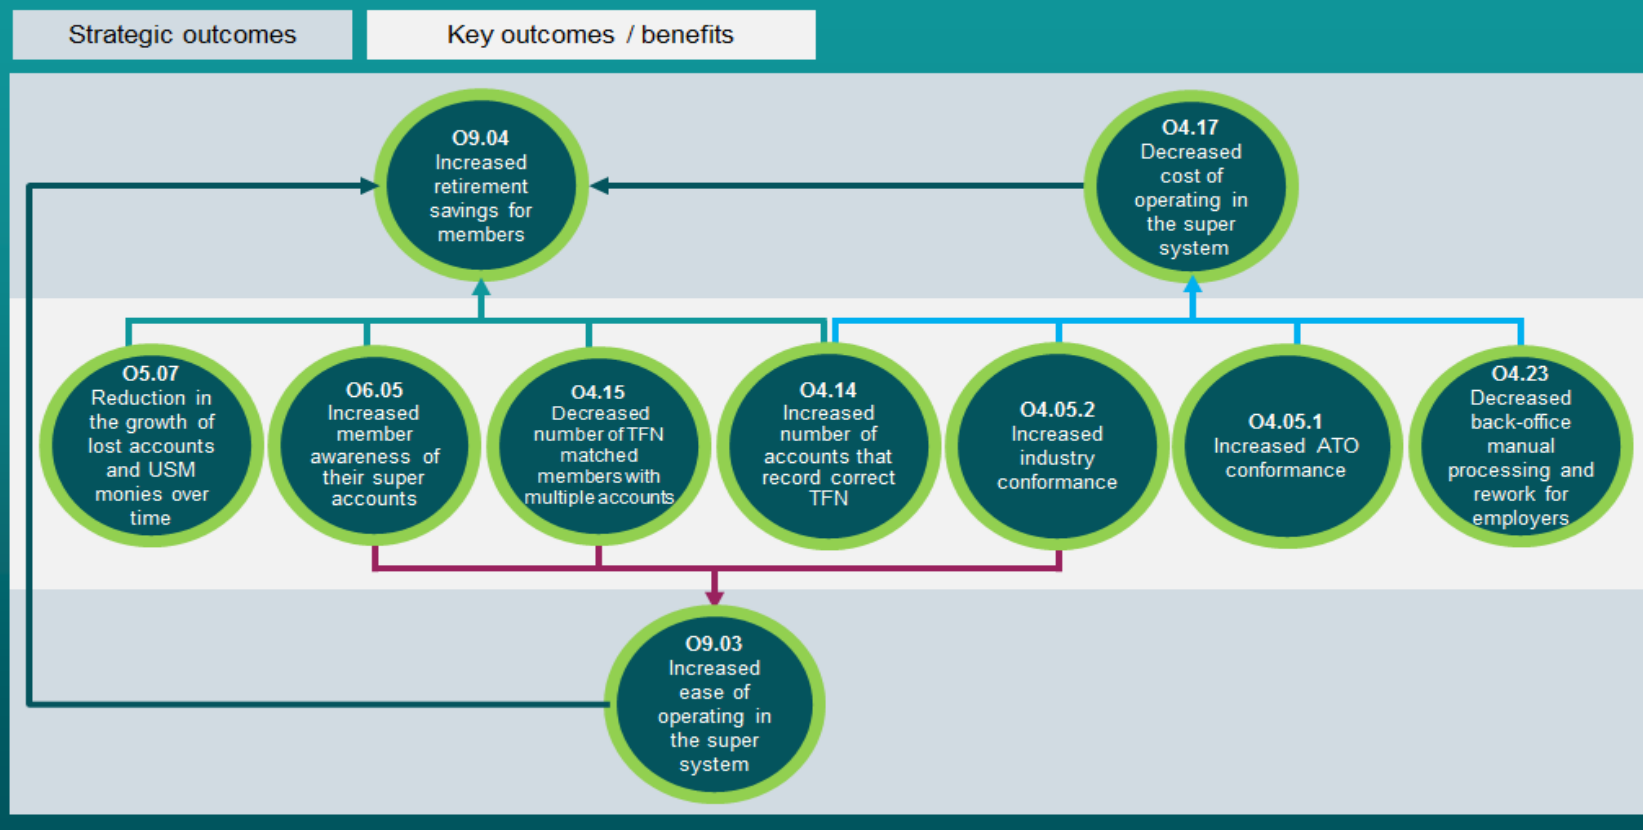 Strategic outcomes
Key outcomes / benefits
O9.04
Increased
retirement
savings for
members
O4.17
Decreased
cost of
operating in
the super
system
O5.07
Reduction in
the growth of
lost accounts
and USM
monies over
time
O6.05
Increased
member
awareness of
their super
accounts
O4.15
Decreased
number of TFN
matched
members with
multiple accounts
O4.14
Increased
number of
accounts that
record correct
TFN
O4.05.2
Increased
industry
conformance
O4.05.1
Increased ATO
conformance
O4.23
Decreased
back-office
manual
processing and
rework for
employers
O9.03
Increased
ease of
operating in
the super
system